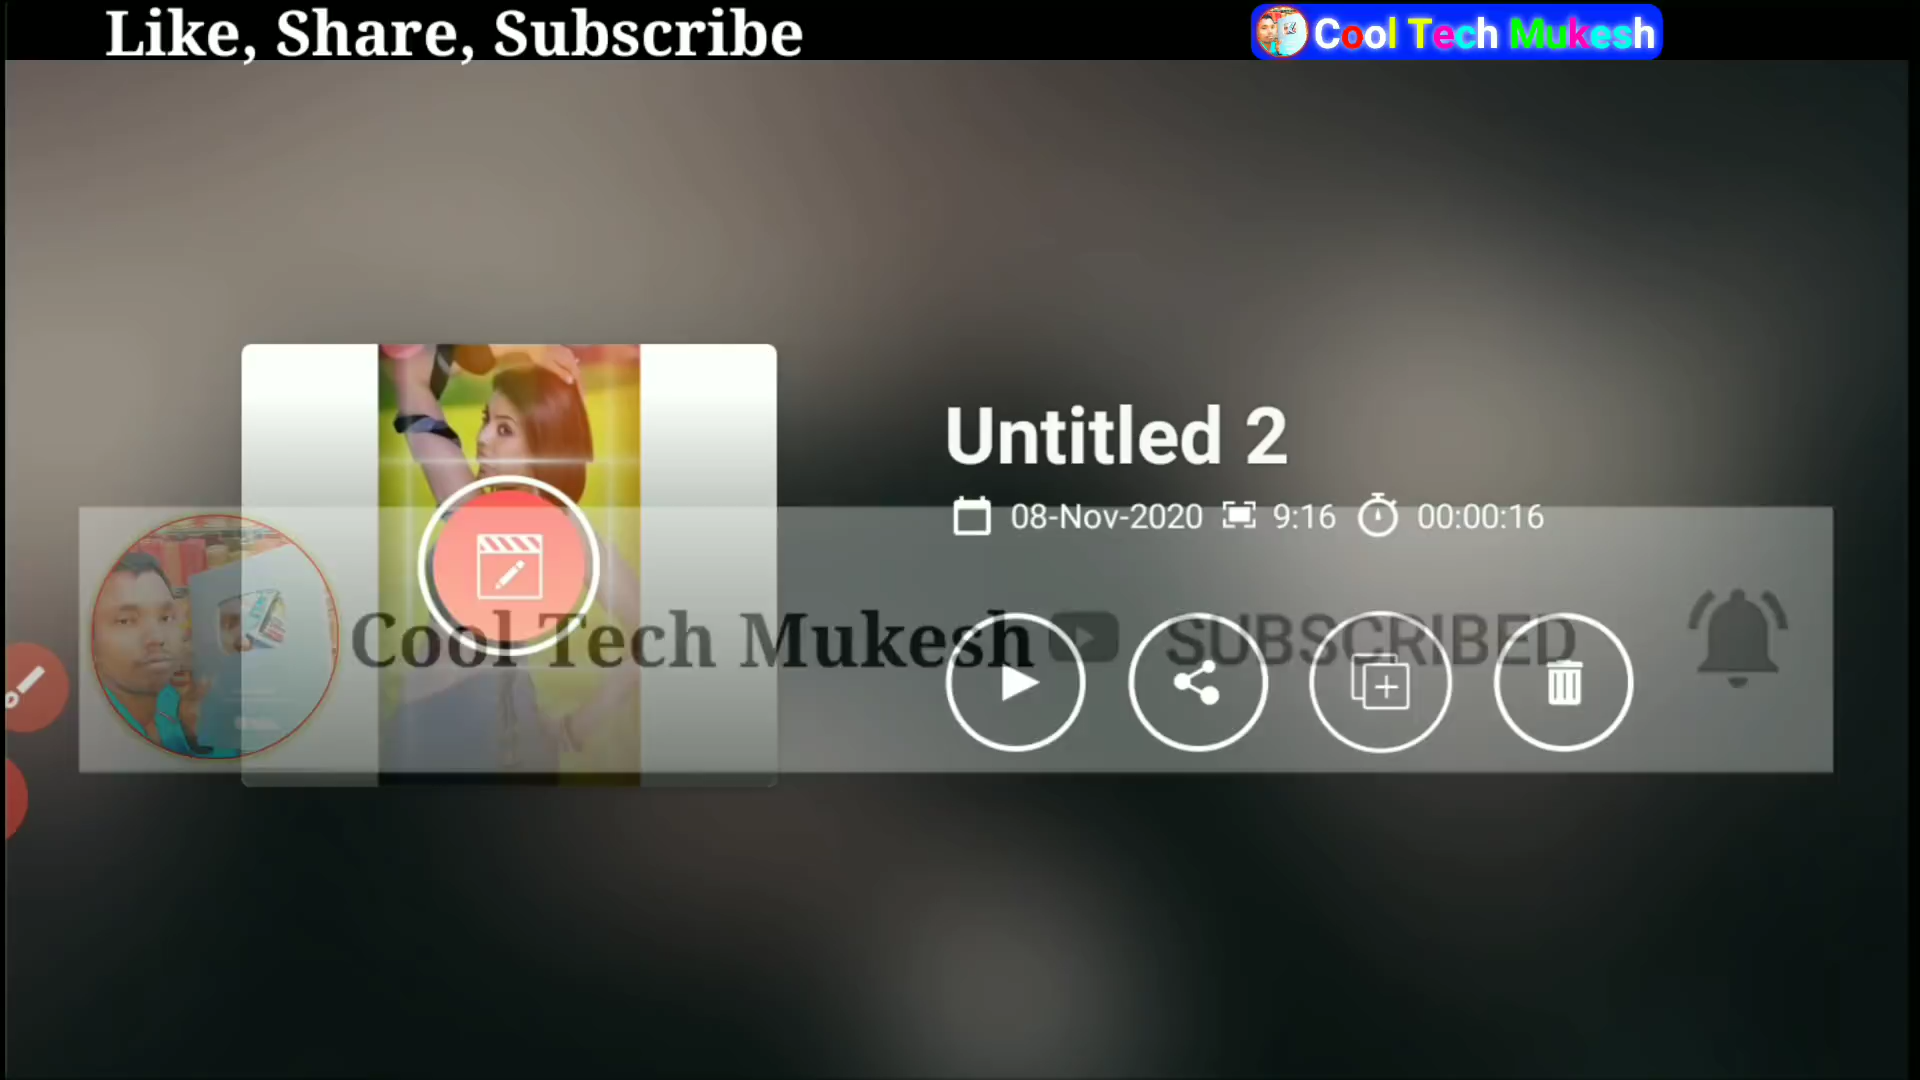 Like, Share, Subscribe
Cool Tech Mukesh
Untitled 2
08-Nov-2020 9:16 00:00:16
Cool Tech Mukesh SUBSCRIBED